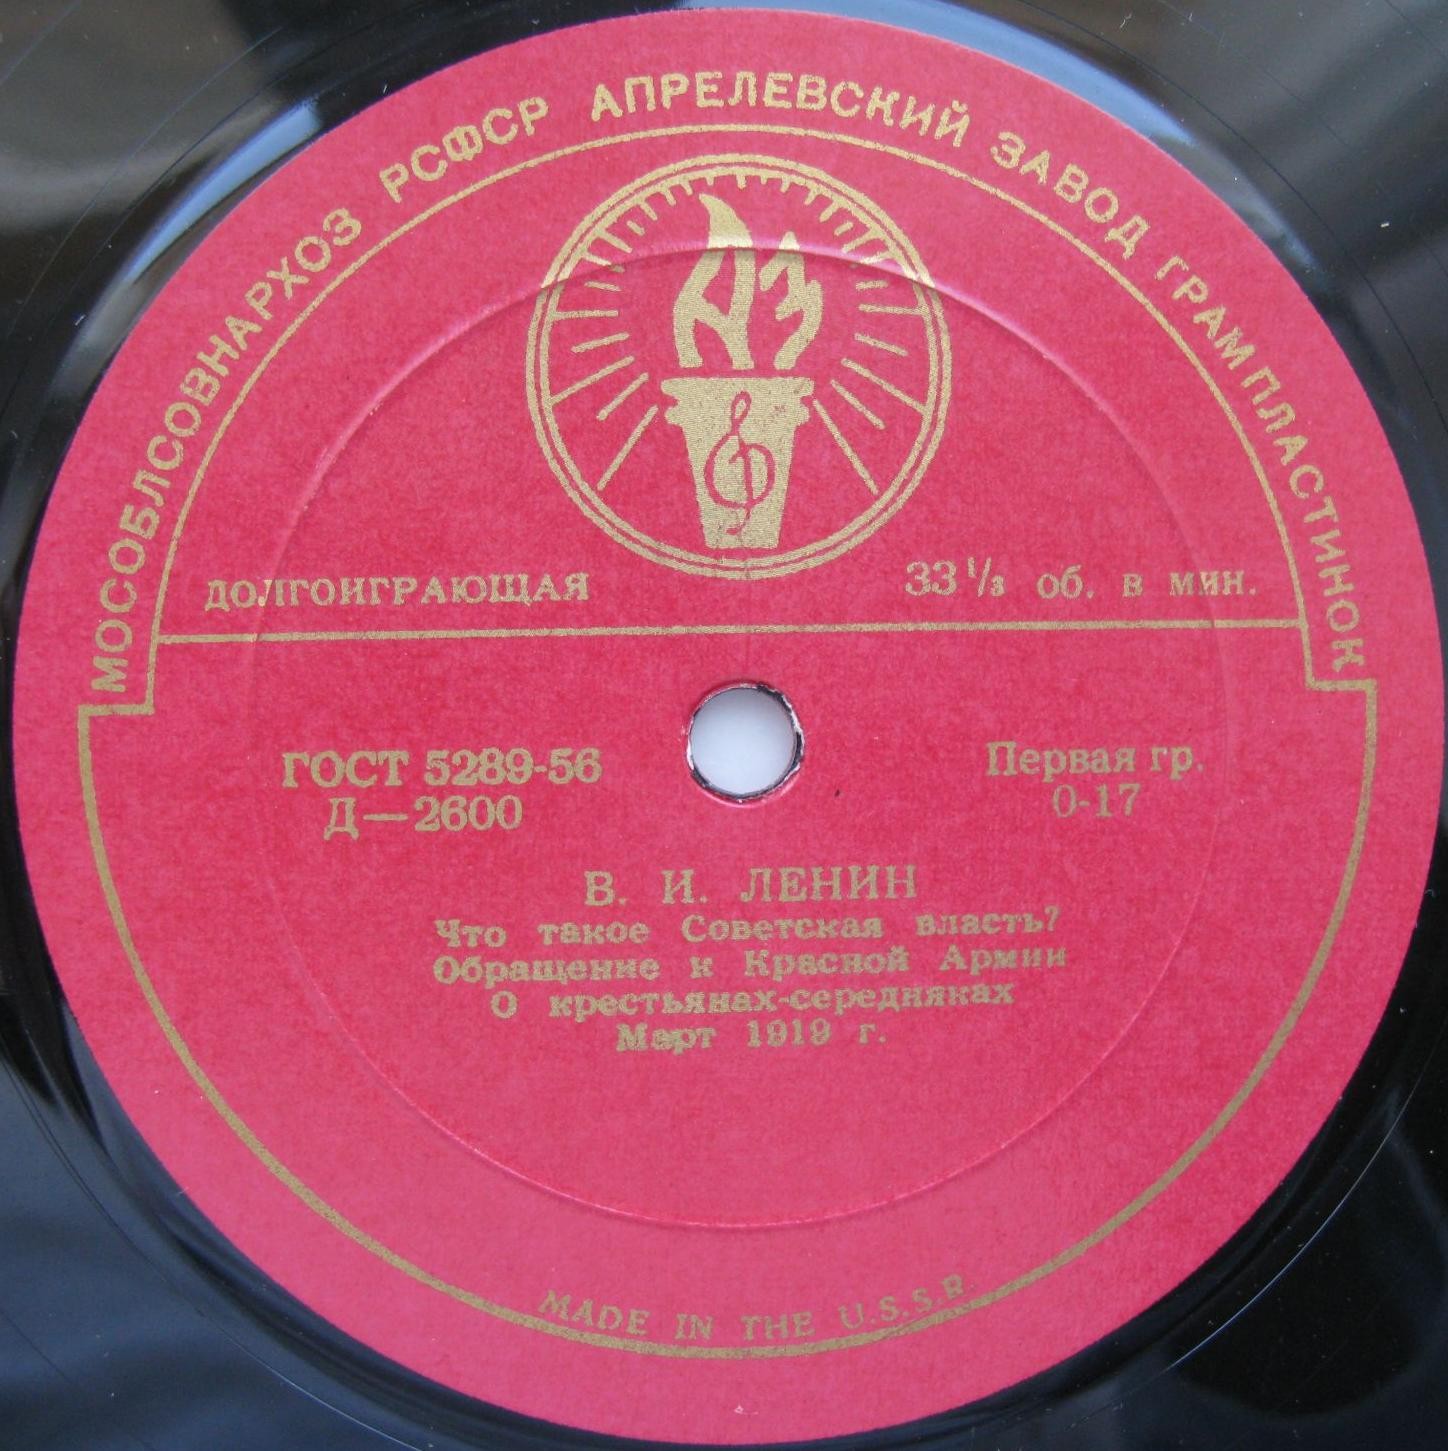 МОСОБЛСОВНАРХОЗ РСФСР АПРЕЛЕВСКИЙ ЗАВОД ГРАМПЛАСТИНОК
АЗ
ДОЛГОИГРАЮЩАЯ 33 1/3 об. в мин.
ГОСТ 5289-56 Первая гр.
Д—2600 0-17
В. И. ЛЕНИН
Что такое Советская власть?
Обращение к Красной Армии
О крестьянах-середняках
Март 1919 г.
MADE IN THE U.S.S.R.